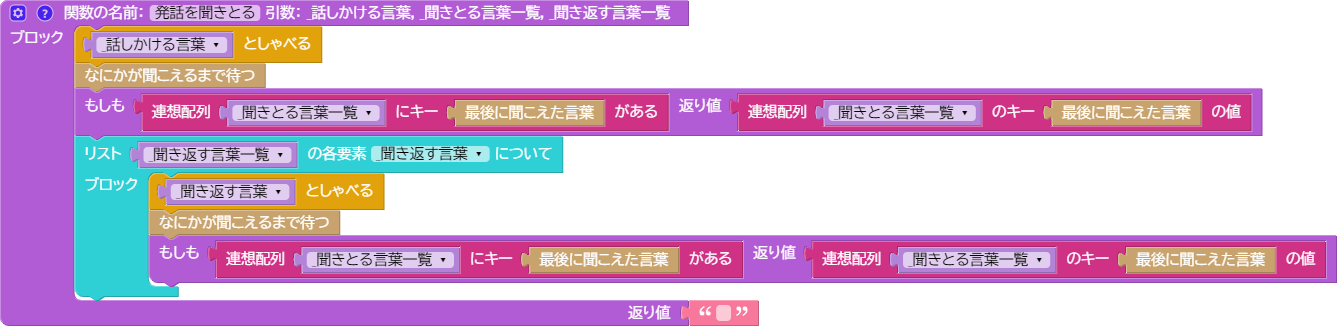 関数の名前: 発話を聞きとる 引数: _話しかける言葉, _聞きとる言葉一覧, _聞き返す言葉一覧
ブロック
_話しかける言葉 としゃべる
なにかが聞こえるまで待つ
もしも 連想配列 _聞きとる言葉一覧 にキー 最後に聞こえた言葉 がある 返り値 連想配列 _聞きとる言葉一覧 のキー 最後に聞こえた言葉 の値
リスト _聞き返す言葉一覧 の各要素 _聞き返す言葉 について
ブロック
_聞き返す言葉 としゃべる
なにかが聞こえるまで待つ
もしも 連想配列 _聞きとる言葉一覧 にキー 最後に聞こえた言葉 がある 返り値 連想配列 _聞きとる言葉一覧 のキー 最後に聞こえた言葉 の値
返り値 “ ”